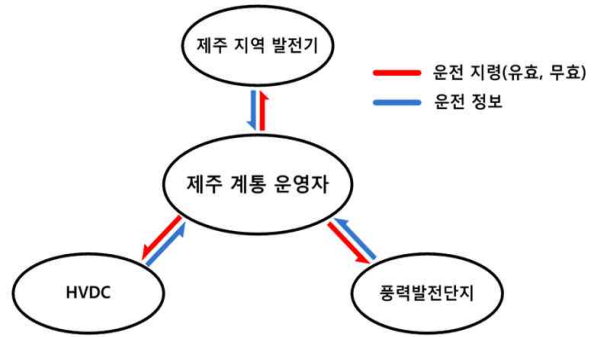 제주 지역 발전기
운전 지령(유효, 무효)
운전 정보
제주 계통 운영자
HVDC
풍력발전단지